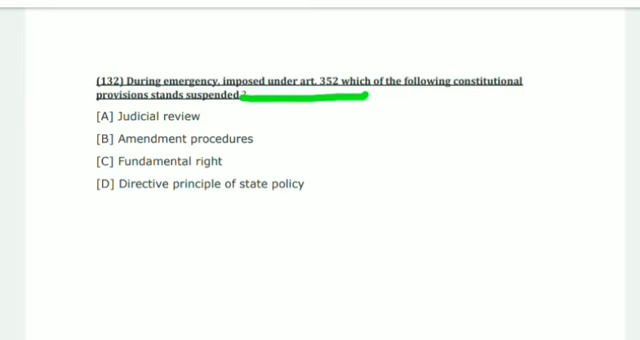 (132) During emergency, imposed under art. 352 which of the following constitutional
provisions stands suspended ?
[A] Judicial review
[B] Amendment procedures
[C] Fundamental right
[D] Directive principle of state policy